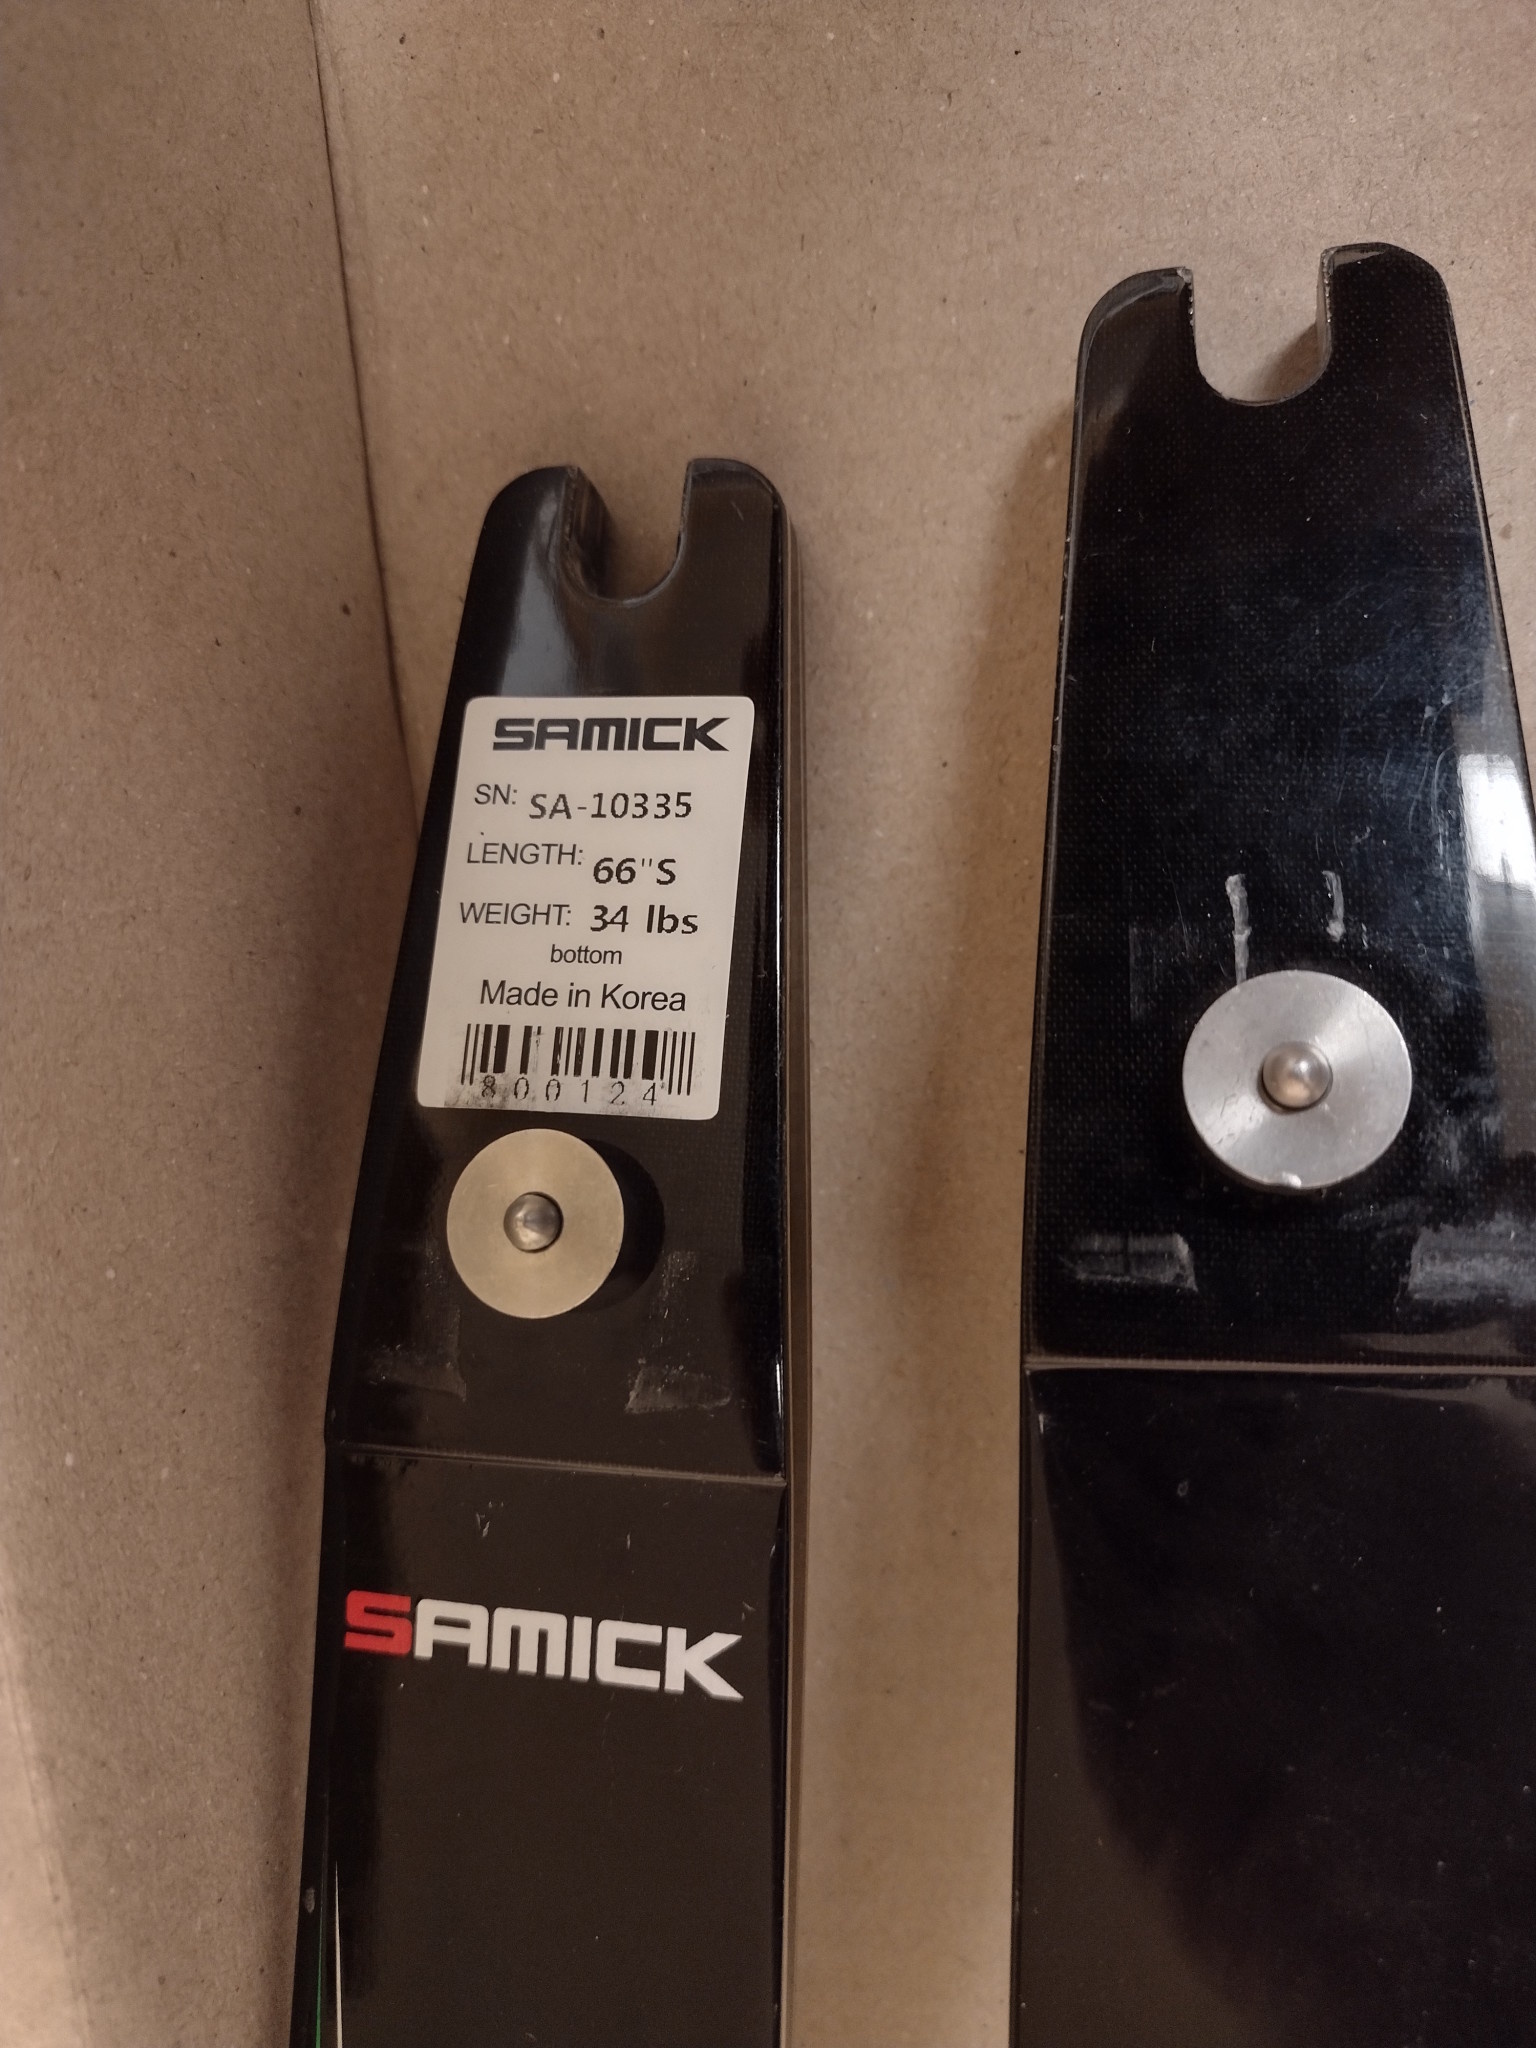 SAMICK
SN: SA-10335
LENGTH: 66"S
WEIGHT: 34 lbs
bottom
Made in Korea
800124
SAMICK